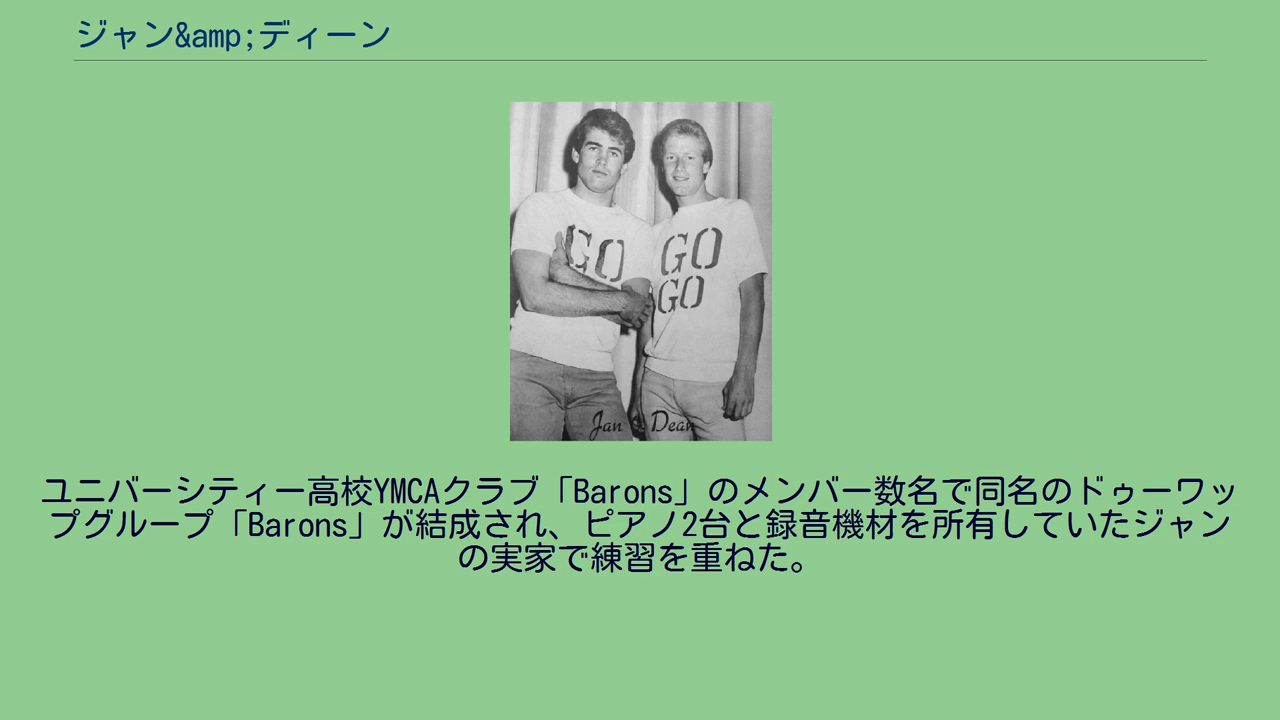 ジャン&amp;ディーン
GO GO
GO
Jan & Dean
ユニバーシティー高校YMCAクラブ「Barons」のメンバー数名で同名のドゥーワッ
プグループ「Barons」が結成され、ピアノ2台と録音機材を所有していたジャン
の実家で練習を重ねた。